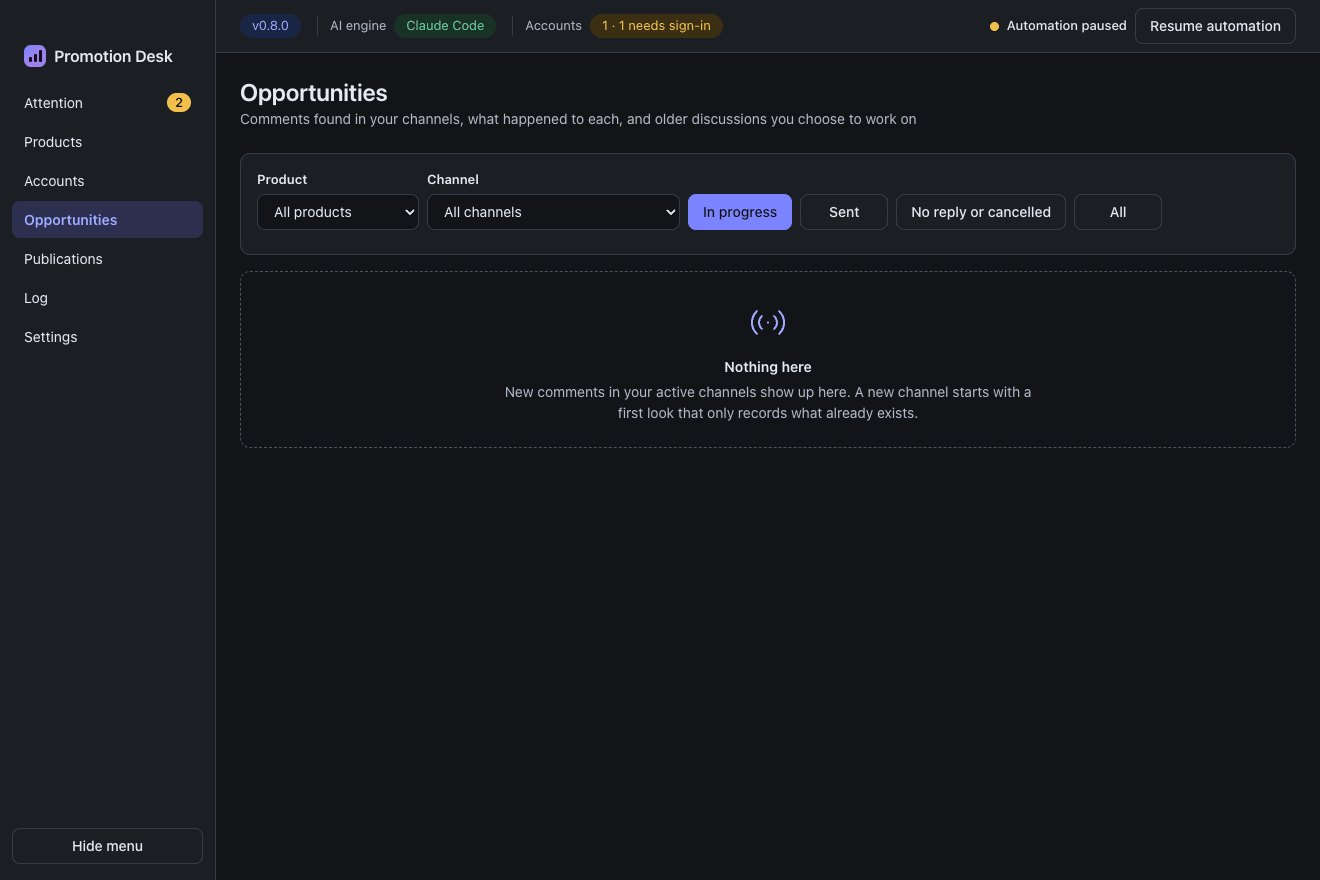 Promotion Desk
Attention 2
Products
Accounts
Opportunities
Publications
Log
Settings
Hide menu
v0.8.0 AI engine Claude Code Accounts 1 · 1 needs sign-in Automation paused Resume automation
Opportunities
Comments found in your channels, what happened to each, and older discussions you choose to work on
Product Channel
All products All channels In progress Sent No reply or cancelled All
Nothing here
New comments in your active channels show up here. A new channel starts with a
first look that only records what already exists.